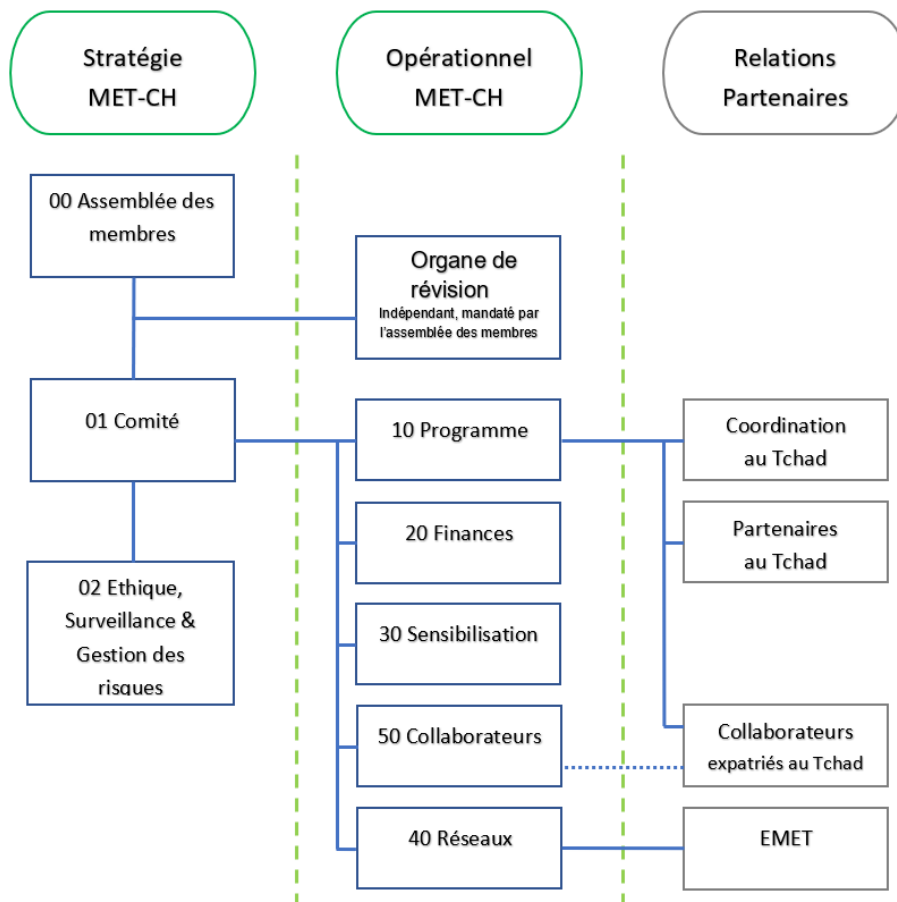 Stratégie
MET-CH
Opérationnel
MET-CH
Relations
Partenaires
00 Assemblée des
membres
Organe de
révision
Indépendant, mandaté par
l'assemblée des membres
01 Comité
10 Programme
Coordination
au Tchad
20 Finances
Partenaires
au Tchad
02 Ethique,
Surveillance &
Gestion des
risques
30 Sensibilisation
50 Collaborateurs
Collaborateurs
expatriés au Tchad
40 Réseaux
EMET